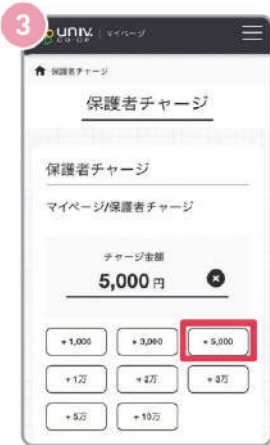 3
univ.
co-op
マイページ
保護者チャージ
保護者チャージ
保護者チャージ
マイページ/保護者チャージ
チャージ金額
5,000 円
+ 1,000
+ 3,000
+ 5,000
+ 1万
+ 2万
+ 3万
+ 5万
+ 10万